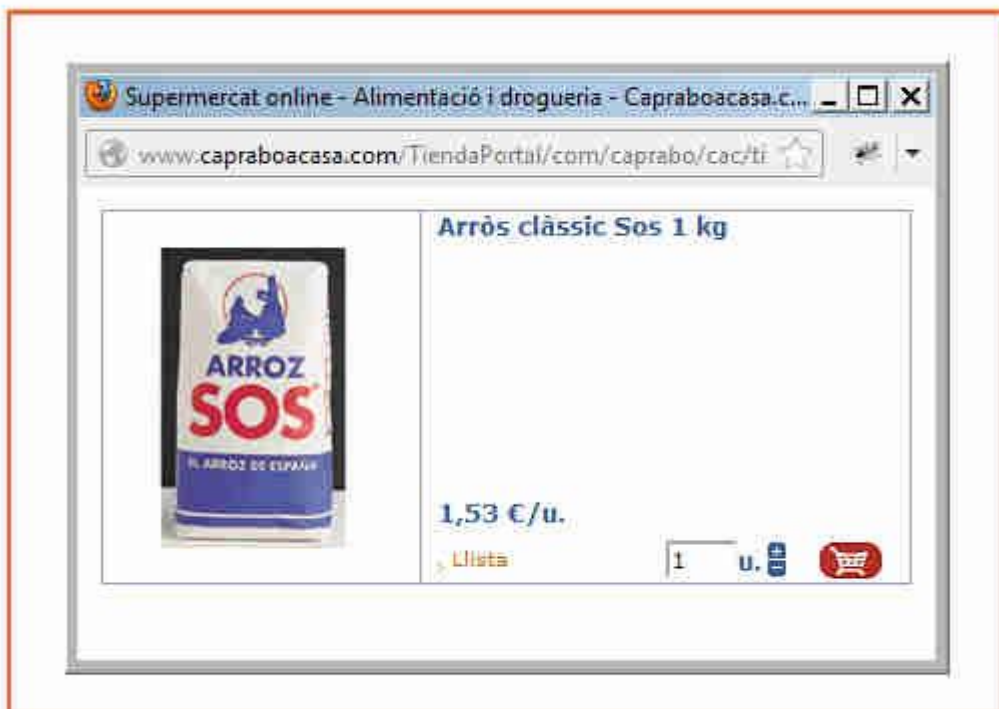 Supermercat online - Alimentació i drogueria - Capraboacasa.c...
www.capraboacasa.com/TiendaPortal/com/caprabo/cac/ti
Arròs clàssic Sos 1 kg
ARROZ
SOS
EL ARROZ DE ESPAÑA
1,53 €/u.
Llista
1 u.